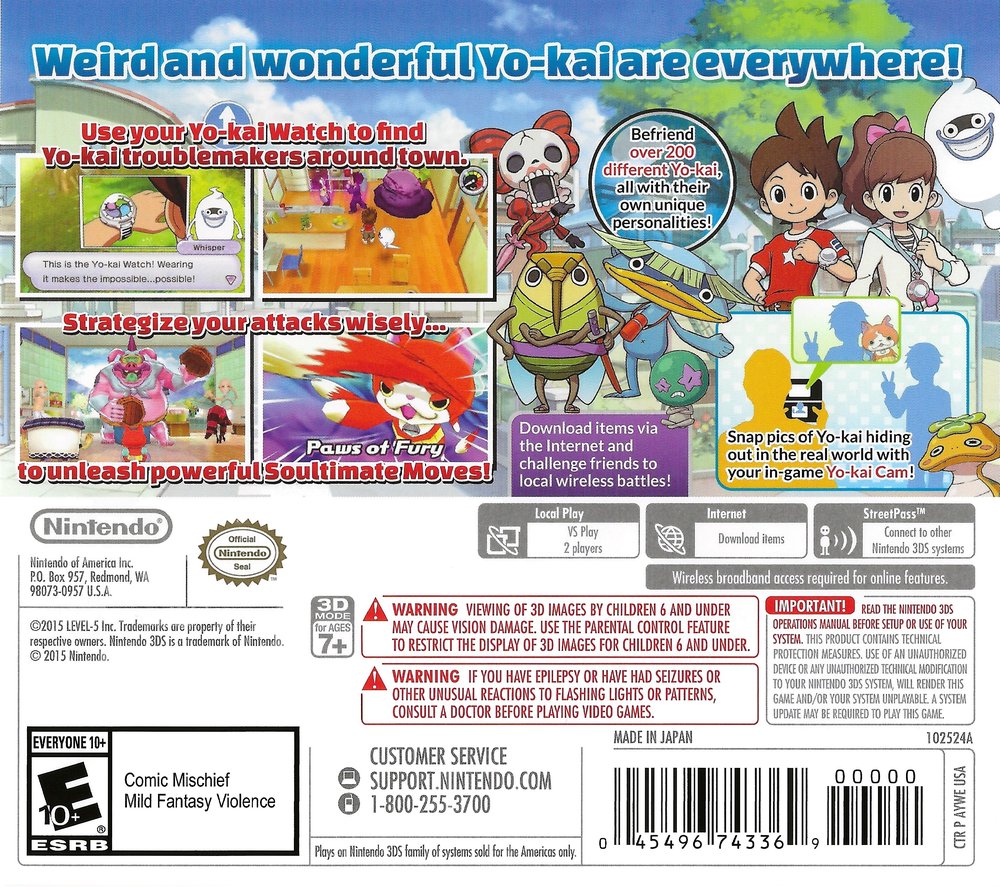 Weird and wonderful Yo-kai are everywhere!
Use your Yo-kai Watch to find
Yo-kai troublemakers around town.
Whisper
This is the Yo-kai Watch! Wearing
it makes the impossible...possible!
Strategize your attacks wisely...
Paws of Fury
to unleash powerful Soultimate Moves!
Befriend
over 200
different Yo-kai,
all with their
own unique
personalities!
Download items via
the Internet and
challenge friends to
local wireless battles!
Snap pics of Yo-kai hiding
out in the real world with
your in-game Yo-kai Cam!
Nintendo®
Nintendo of America Inc.
P.O. Box 957, Redmond, WA
98073-0957 U.S.A.
Official
Nintendo
Seal
™
Local Play
VS Play
2 players
Internet
Download items
StreetPass™
Connect to other
Nintendo 3DS systems
Wireless broadband access required for online features.
©2015 LEVEL-5 Inc. Trademarks are property of their
respective owners. Nintendo 3DS is a trademark of Nintendo.
© 2015 Nintendo.
3D
MODE
for AGES
7+
WARNING VIEWING OF 3D IMAGES BY CHILDREN 6 AND UNDER
MAY CAUSE VISION DAMAGE. USE THE PARENTAL CONTROL FEATURE
TO RESTRICT THE DISPLAY OF 3D IMAGES FOR CHILDREN 6 AND UNDER.
WARNING IF YOU HAVE EPILEPSY OR HAVE HAD SEIZURES OR
OTHER UNUSUAL REACTIONS TO FLASHING LIGHTS OR PATTERNS,
CONSULT A DOCTOR BEFORE PLAYING VIDEO GAMES.
IMPORTANT! READ THE NINTENDO 3DS
OPERATIONS MANUAL BEFORE SETUP OR USE OF YOUR
SYSTEM. THIS PRODUCT CONTAINS TECHNICAL
PROTECTION MEASURES. USE OF AN UNAUTHORIZED
DEVICE OR ANY UNAUTHORIZED TECHNICAL MODIFICATION
TO YOUR NINTENDO 3DS SYSTEM, WILL RENDER THIS
GAME AND/OR YOUR SYSTEM UNPLAYABLE. A SYSTEM
UPDATE MAY BE REQUIRED TO PLAY THIS GAME.
EVERYONE 10+
E
10+
®
ESRB
Comic Mischief
Mild Fantasy Violence
CUSTOMER SERVICE
SUPPORT.NINTENDO.COM
1-800-255-3700
Plays on Nintendo 3DS family of systems sold for the Americas only.
MADE IN JAPAN
102524A
00000
0 45496 74336 9
CTR P AYWE USA